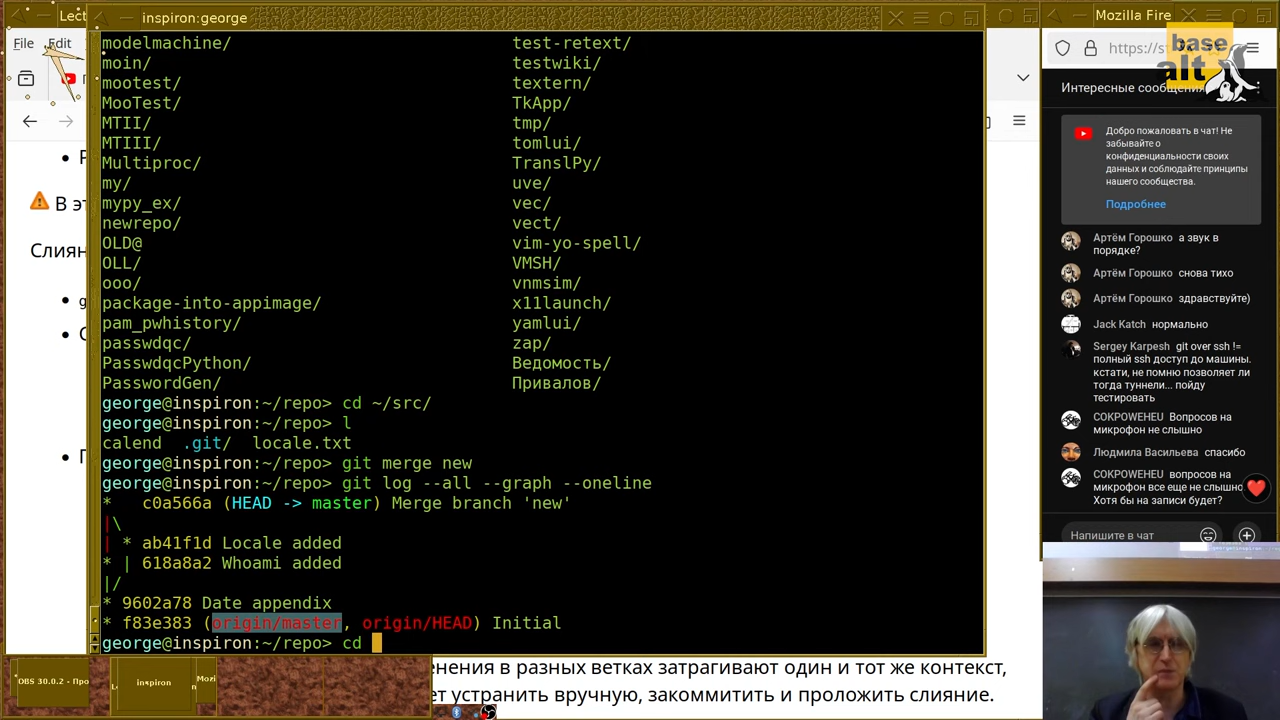 Lect
inspiron:george
Mozilla Fire
File Edit
https://s
base
alt
Интересные сообщения
modelmachine/ test-retext/
moin/ testwiki/
mootest/ textern/
MooTest/ TkApp/
MTII/ tmp/
MTIII/ tomlui/
Multiproc/ TranslPy/
my/ uve/
mypy_ex/ vec/
newrepo/ vect/
OLD@ vim-yo-spell/
OLL/ VMSH/
ooo/ vnmsim/
package-into-appimage/ x11launch/
pam_pwhistory/ yamlui/
passwdqc/ zap/
PasswdqcPython/ Ведомость/
PasswordGen/ Привалов/
george@inspiron:~/repo> cd ~/src/
george@inspiron:~/repo> l
calend .git/ locale.txt
george@inspiron:~/repo> git merge new
george@inspiron:~/repo> git log --all --graph --oneline
* c0a566a (HEAD -> master) Merge branch 'new'
|\
| * ab41f1d Locale added
* | 618a8a2 Whoami added
|/
* 9602a78 Date appendix
* f83e383 (origin/master, origin/HEAD) Initial
george@inspiron:~/repo> cd
В эт
Слиян
Добро пожаловать в чат! Не
забывайте о
конфиденциальности своих
данных и соблюдайте принципы
нашего сообщества.
Подробнее
Артём Горошко а звук в
порядке?
Артём Горошко снова тихо
Артём Горошко здравствуйте)
Jack Katch нормально
Sergey Karpesh git over ssh !=
полный ssh доступ до машины.
кстати, не помню позволяет ли
тогда туннели... пойду
тестировать
COKPOWEHEU Вопросов на
микрофон не слышно
Людмила Васильева спасибо
COKPOWEHEU вопросов на
микрофон все еще не слышно
Хотя бы на записи будет?
Напишите в чат
енения в разных ветках затрагивают один и тот же контекст,
ет устранить вручную, закоммитить и проложить слияние.
OBS 30.0.2 - Про
inspiron
Mozi